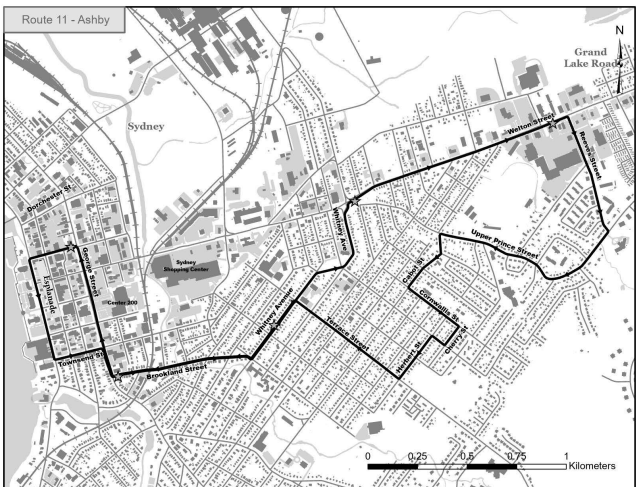 Route 11 - Ashby
N
Grand
Lake Road
Sydney
Welton Street
Reeves Street
Dorchester St
Whitney Ave
Upper Prince Street
George Street
Esplanade
Sydney
Shopping Center
Cabot St
Center 200
Cornwallis St
Whitney Avenue
Cherry St
Terrace Street
Herbert St
Townsend St
Brookland Street
0 0.25 0.5 0.75 1
Kilometers